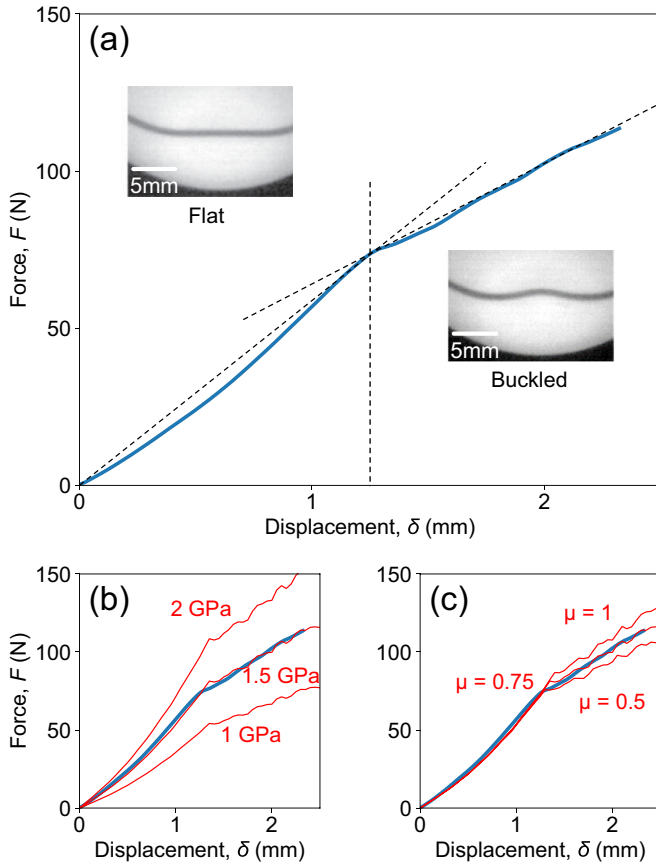 (a)
150
100
50
0
0
1
2
Force, F (N)
Displacement, δ (mm)
5mm
Flat
5mm
Buckled
(b)
150
100
50
0
0
1
2
Force, F (N)
Displacement, δ (mm)
2 GPa
1.5 GPa
1 GPa
(c)
150
100
50
0
0
1
2
Displacement, δ (mm)
μ = 1
μ = 0.75
μ = 0.5